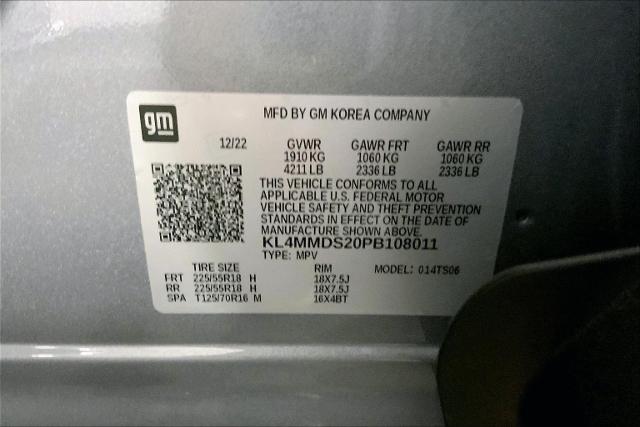 gm
MFD BY GM KOREA COMPANY
12/22 GVWR GAWR FRT GAWR RR
1910 KG 1060 KG 1060 KG
4211 LB 2336 LB 2336 LB
THIS VEHICLE CONFORMS TO ALL
APPLICABLE U.S. FEDERAL MOTOR
VEHICLE SAFETY AND THEFT PREVENTION
STANDARDS IN EFFECT ON THE DATE OF
MANUFACTURE SHOWN ABOVE.
KL4MMDS20PB108011
TYPE: MPV
TIRE SIZE RIM MODEL: 014TS06
FRT 225/55R18 H 18X7.5J
RR 225/55R18 H 18X7.5J
SPA T125/70R16 M 16X4BT